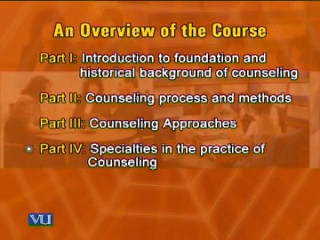 An Overview of the Course
Part I: Introduction to foundation and
historical background of counseling
Part II: Counseling process and methods
Part III: Counseling Approaches
Part IV: Specialties in the practice of
Counseling
VU